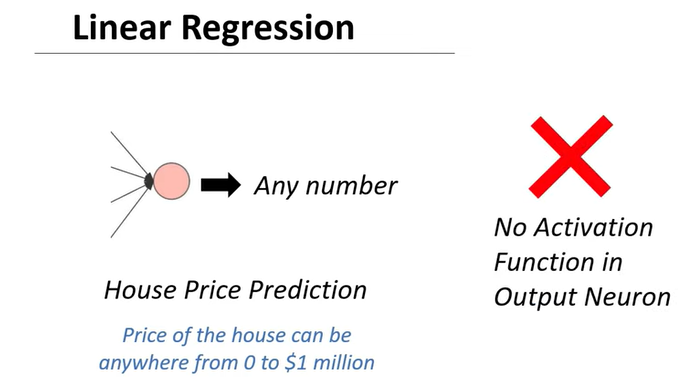 Linear Regression
Any number
No Activation
Function in
Output Neuron
House Price Prediction
Price of the house can be
anywhere from 0 to $1 million